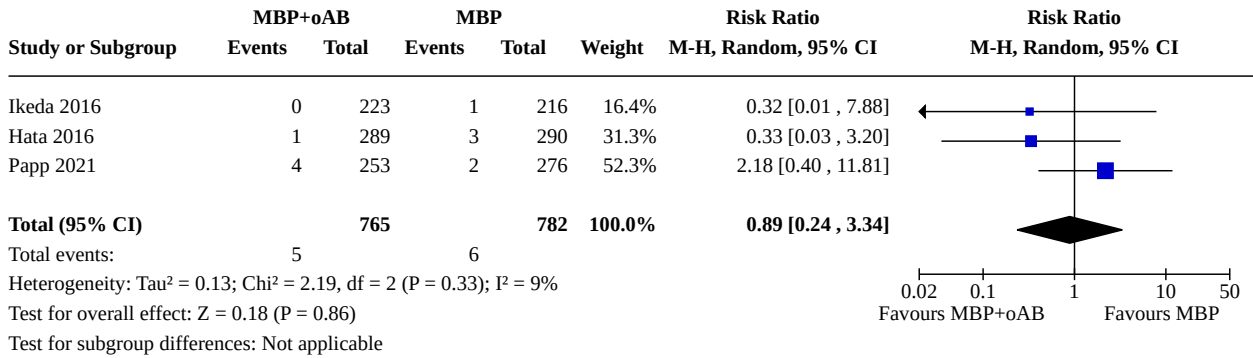 MBP+oAB MBP Risk Ratio Risk Ratio
Study or Subgroup Events Total Events Total Weight M-H, Random, 95% CI M-H, Random, 95% CI
Ikeda 2016 0 223 1 216 16.4% 0.32 [0.01 , 7.88]
Hata 2016 1 289 3 290 31.3% 0.33 [0.03 , 3.20]
Papp 2021 4 253 2 276 52.3% 2.18 [0.40 , 11.81]
Total (95% CI) 765 782 100.0% 0.89 [0.24 , 3.34]
Total events: 5 6
Heterogeneity: Tau² = 0.13; Chi² = 2.19, df = 2 (P = 0.33); I² = 9%
0.02 0.1 1 10 50
Test for overall effect: Z = 0.18 (P = 0.86)
Favours MBP+oAB Favours MBP
Test for subgroup differences: Not applicable